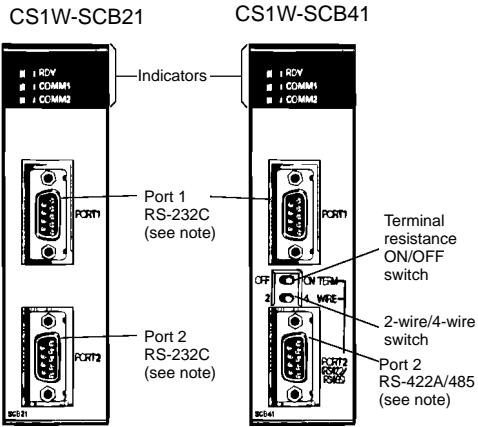 CS1W-SCB21
CS1W-SCB41
RDY
COMM1
COMM2
Indicators
RDY
COMM1
COMM2
Port 1
RS-232C
(see note)
PORT1
PORT1
Terminal
resistance
ON/OFF
switch
OFF ON TERM
2 4 WIRE
2-wire/4-wire
switch
Port 2
RS-232C
(see note)
PORT2
PORT2
Port 2
RS-422A/485
(see note)
SCB21
SCB41